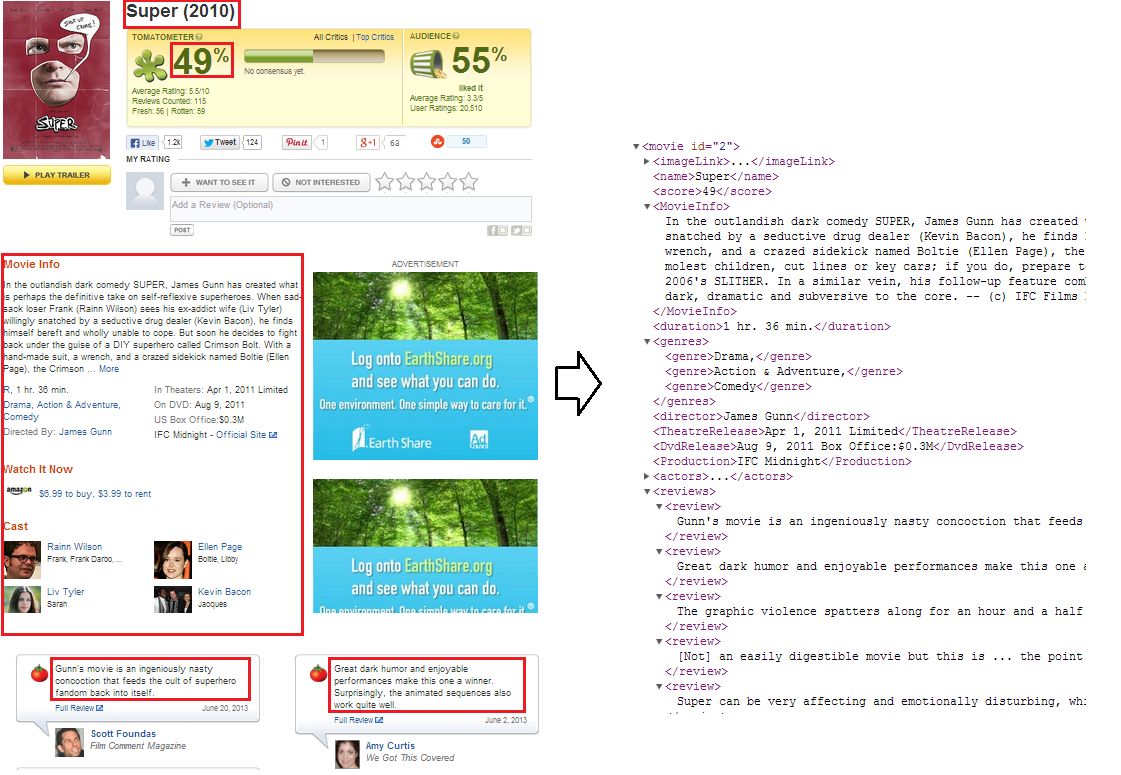 Super (2010)
SHUT UP
CRIME!
SUPER
PLAY TRAILER
TOMATOMETER
All Critics | Top Critics
49%
No consensus yet.
Average Rating: 5.5/10
Reviews Counted: 115
Fresh: 56 | Rotten: 59
AUDIENCE
55%
liked it
Average Rating: 3.3/5
User Ratings: 20,510
Like 1.2k Tweet 124 Pin it 1 +1 63 50
MY RATING
WANT TO SEE IT NOT INTERESTED
Add a Review (Optional)
POST
Movie Info
In the outlandish dark comedy SUPER, James Gunn has created what
is perhaps the definitive take on self-reflexive superheroes. When sad-
sack loser Frank (Rainn Wilson) sees his ex-addict wife (Liv Tyler)
willingly snatched by a seductive drug dealer (Kevin Bacon), he finds
himself bereft and wholly unable to cope. But soon he decides to fight
back under the guise of a DIY superhero called Crimson Bolt. With a
hand-made suit, a wrench, and a crazed sidekick named Boltie (Ellen
Page), the Crimson ... More
R, 1 hr. 36 min.
Drama, Action & Adventure,
Comedy
Directed By: James Gunn
In Theaters: Apr 1, 2011 Limited
On DVD: Aug 9, 2011
US Box Office:$0.3M
IFC Midnight - Official Site
Watch It Now
amazon $6.99 to buy, $3.99 to rent
Cast
Rainn Wilson
Frank, Frank Darbo, ...
Ellen Page
Boltie, Libby
Liv Tyler
Sarah
Kevin Bacon
Jacques
ADVERTISEMENT
Log onto EarthShare.org
and see what you can do.
One environment. One simple way to care for it.®
Earth Share
Ad
Council
Log onto EarthShare.org
and see what you can do.
One environment. One simple way to care for it.®
Gunn's movie is an ingeniously nasty
concoction that feeds the cult of superhero
fandom back into itself.
Full Review June 20, 2013
Scott Foundas
Film Comment Magazine
Great dark humor and enjoyable
performances make this one a winner.
Surprisingly, the animated sequences also
work quite well.
Full Review June 2, 2013
Amy Curtis
We Got This Covered
<movie id="2">
<imageLink>...</imageLink>
<name>Super</name>
<score>49</score>
<MovieInfo>
In the outlandish dark comedy SUPER, James Gunn has created
snatched by a seductive drug dealer (Kevin Bacon), he finds
wrench, and a crazed sidekick named Boltie (Ellen Page), the
molest children, cut lines or key cars; if you do, prepare t
2006's SLITHER. In a similar vein, his follow-up feature com
dark, dramatic and subversive to the core. -- (c) IFC Films
</MovieInfo>
<duration>1 hr. 36 min.</duration>
<genres>
<genre>Drama,</genre>
<genre>Action & Adventure,</genre>
<genre>Comedy</genre>
</genres>
<director>James Gunn</director>
<TheatreRelease>Apr 1, 2011 Limited</TheatreRelease>
<DvdRelease>Aug 9, 2011 Box Office:$0.3M</DvdRelease>
<Production>IFC Midnight</Production>
<actors>...</actors>
<reviews>
<review>
Gunn's movie is an ingeniously nasty concoction that feeds
</review>
<review>
Great dark humor and enjoyable performances make this one a
</review>
<review>
The graphic violence spatters along for an hour and a half
</review>
<review>
[Not] an easily digestible movie but this is ... the point
</review>
<review>
Super can be very affecting and emotionally disturbing, whi